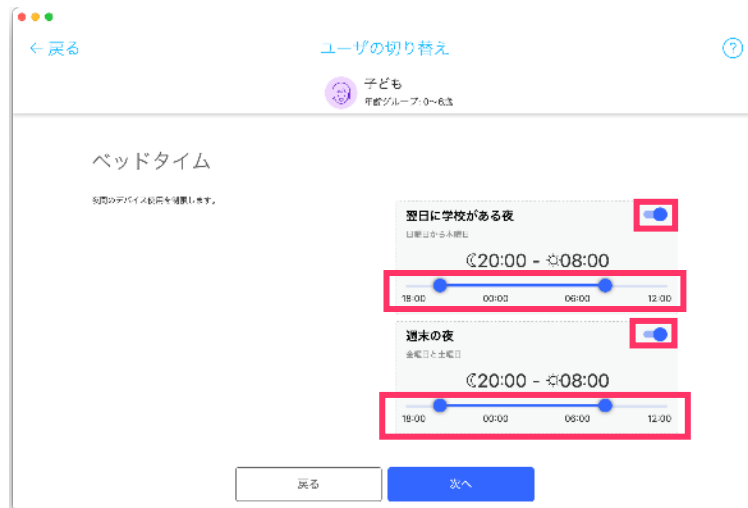 ← 戻る
ユーザの切り替え
?
子ども
年齢グループ: 0〜6歳
ベッドタイム
夜間のデバイス使用を制限します。
翌日に学校がある夜
日曜日から木曜日
20:00 - 08:00
18:00 00:00 06:00 12:00
週末の夜
金曜日と土曜日
20:00 - 08:00
18:00 00:00 06:00 12:00
戻る
次へ